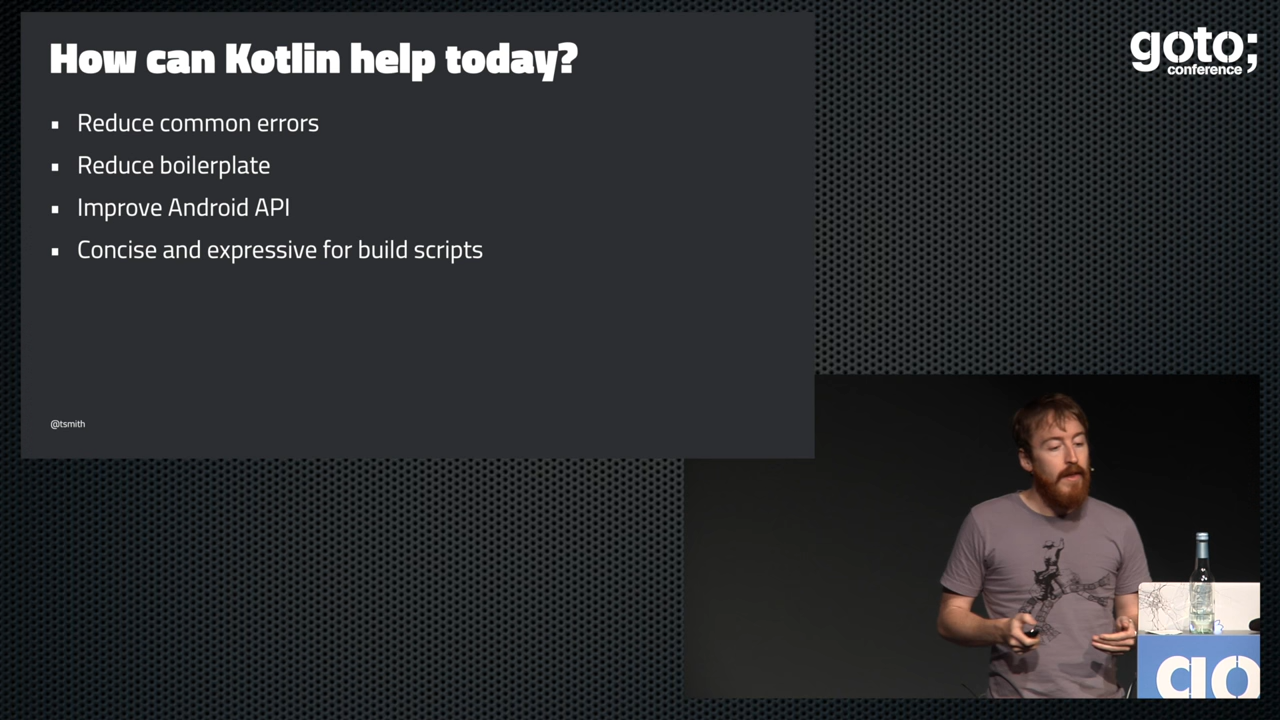 How can Kotlin help today?
▪ Reduce common errors
▪ Reduce boilerplate
▪ Improve Android API
▪ Concise and expressive for build scripts
@tsmith
goto;
conference